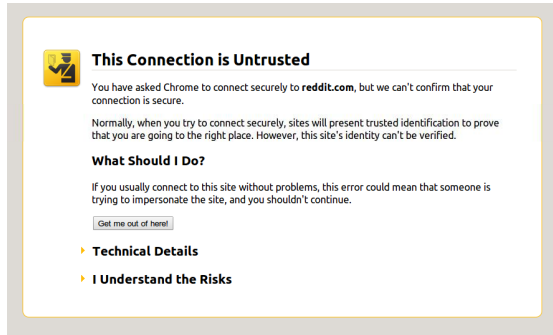 This Connection is Untrusted
You have asked Chrome to connect securely to reddit.com, but we can't confirm that your
connection is secure.
Normally, when you try to connect securely, sites will present trusted identification to prove
that you are going to the right place. However, this site's identity can't be verified.
What Should I Do?
If you usually connect to this site without problems, this error could mean that someone is
trying to impersonate the site, and you shouldn't continue.
Get me out of here!
Technical Details
I Understand the Risks